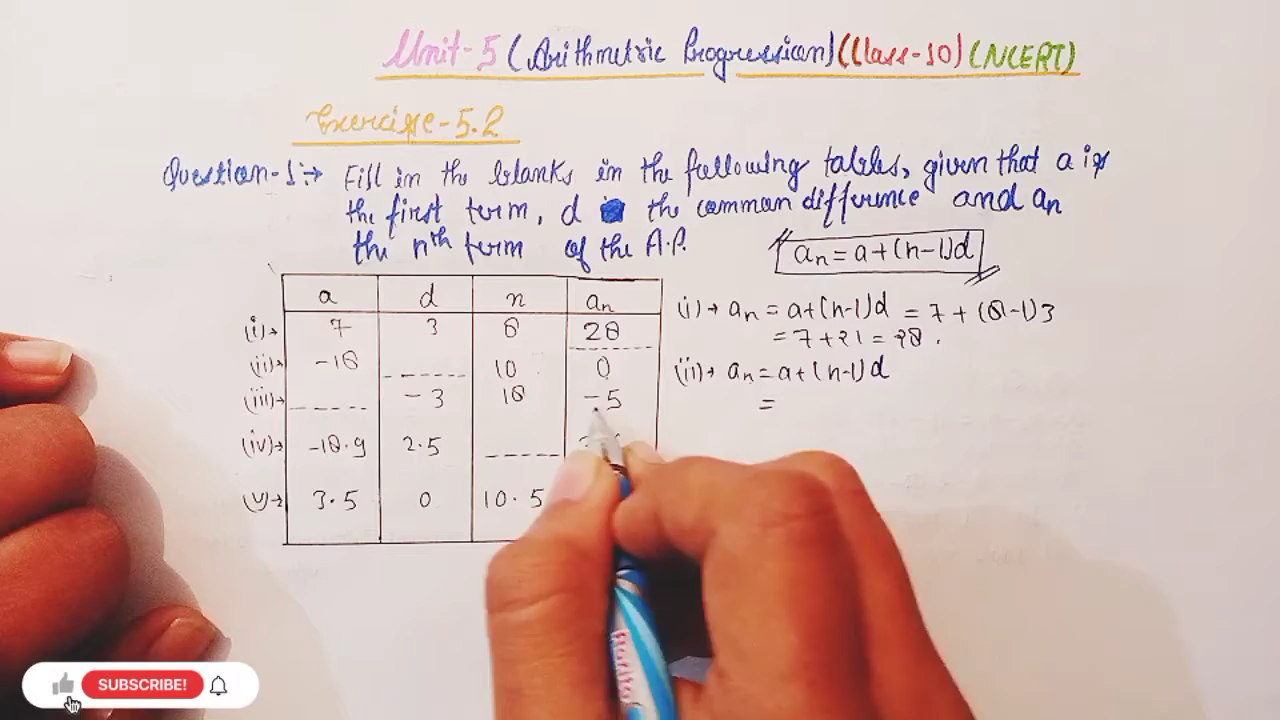 Unit-5 (Arithmetric Progression) (Class-10) (NCERT)
Exercise-5.2
Question-1:→ Fill in the blanks in the following tables, given that a is
the first term, d the common difference and an
the nth term of the A.P.
an = a+(n-1)d
a d n an
(i)→ 7 3 8 28
(ii)→ -18 ------ 10 0
(iii)→ ------ -3 18 -5
(iv)→ -18.9 2.5 ------
(v)→ 3.5 0 10.5
(i)→ an = a+(n-1)d = 7+(8-1)3
= 7+21 = 28.
(ii)→ an = a+(n-1)d
=
SUBSCRIBE!